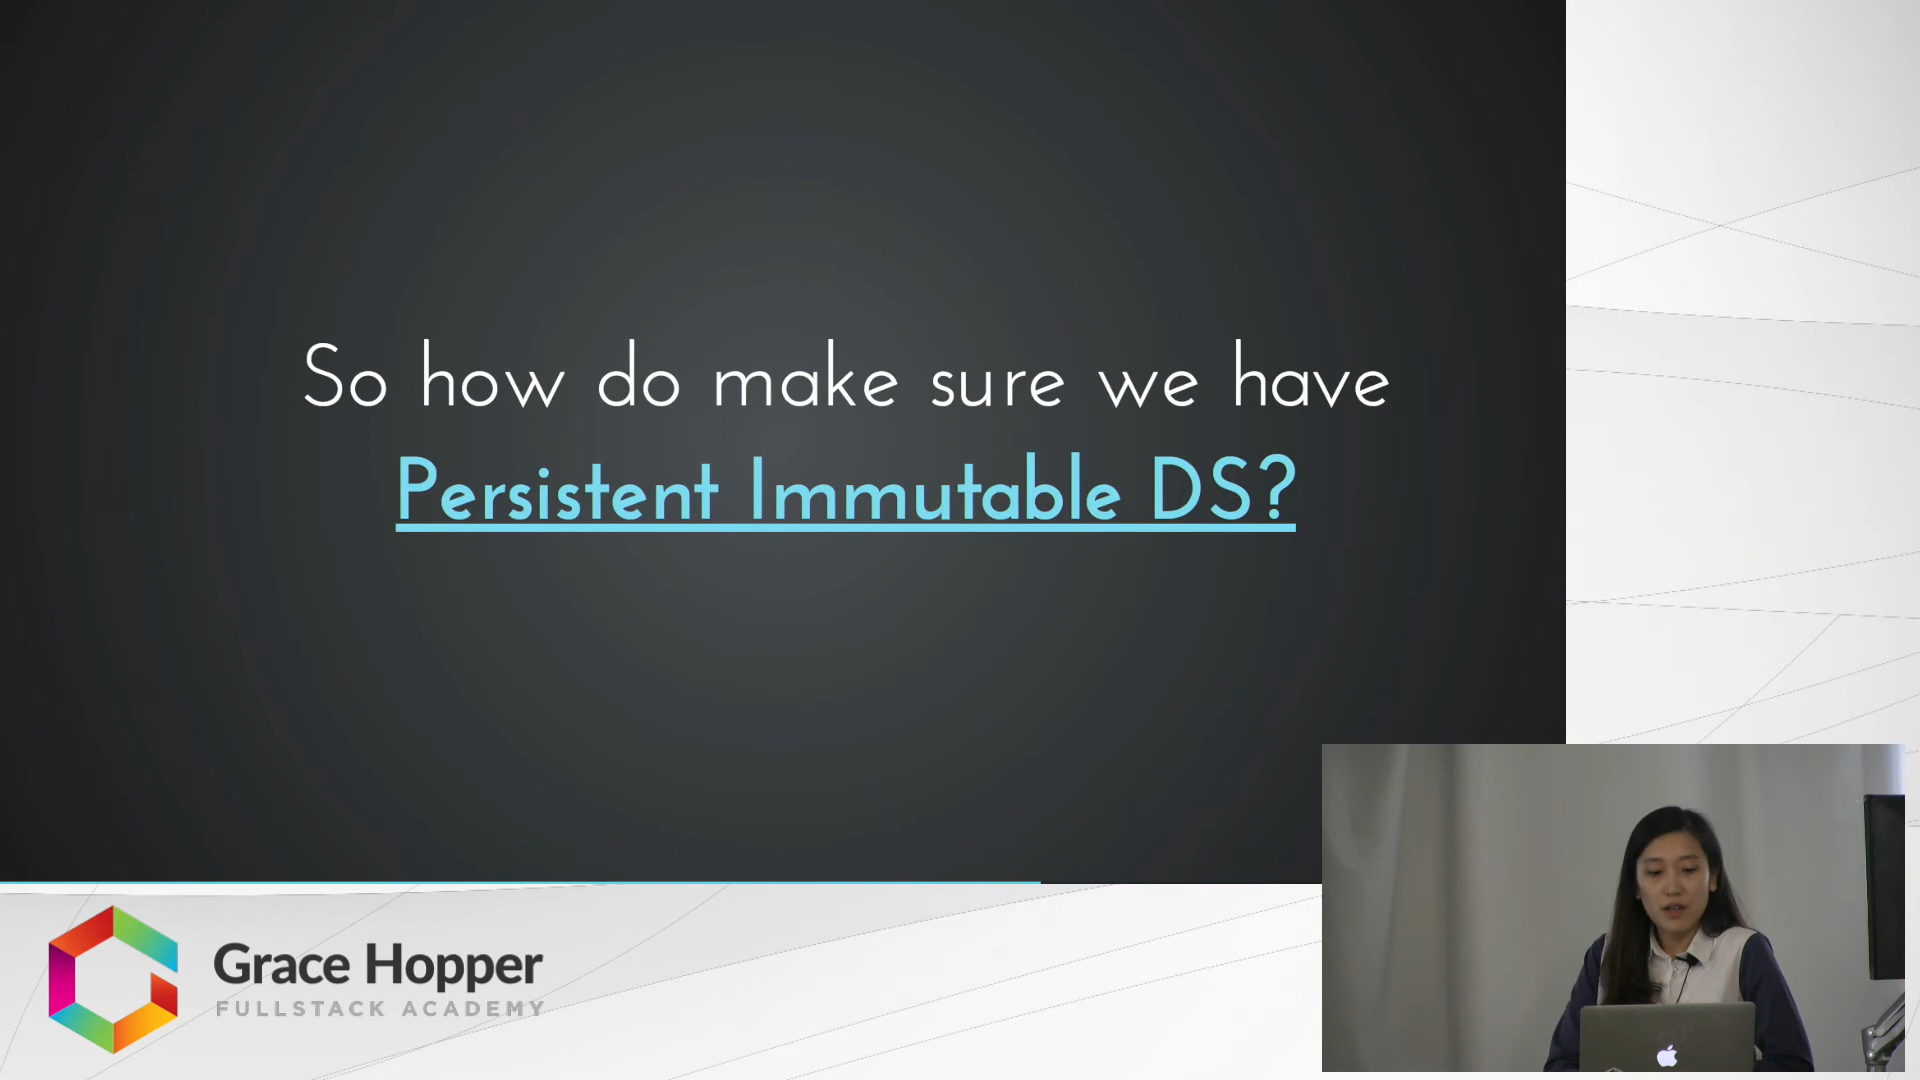 So how do make sure we have
Persistent Immutable DS?
Grace Hopper
FULLSTACK ACADEMY